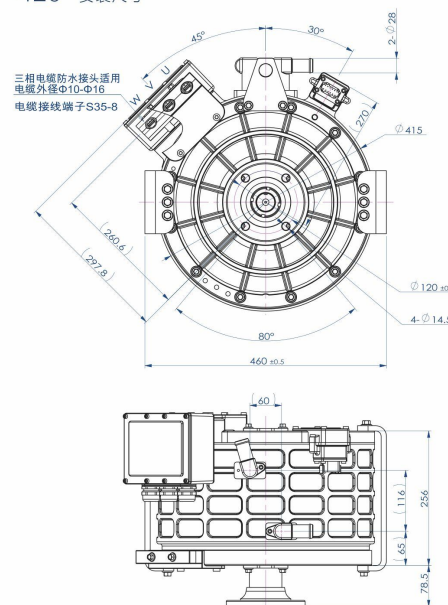 45°
30°
2-Φ28
三相电缆防水接头适用
电缆外径Φ10-Φ16
电缆接线端子S35-8
W V U
(270)
Φ415
(260.6)
(297.8)
Φ120
4-Φ14.5
80°
460 ±0.5
(60)
(116)
256
(65)
78.5